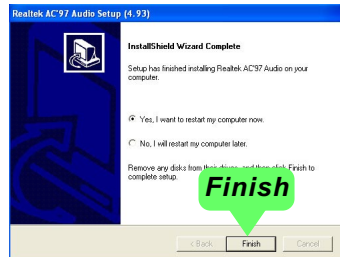 Realtek AC'97 Audio Setup (4.93)
InstallShield Wizard Complete
Setup has finished installing Realtek AC'97 Audio on your
computer.
Yes, I want to restart my computer now.
No, I will restart my computer later.
Remove any disks from their drives, and then click Finish to
complete setup.
Finish
< Back
Finish
Cancel